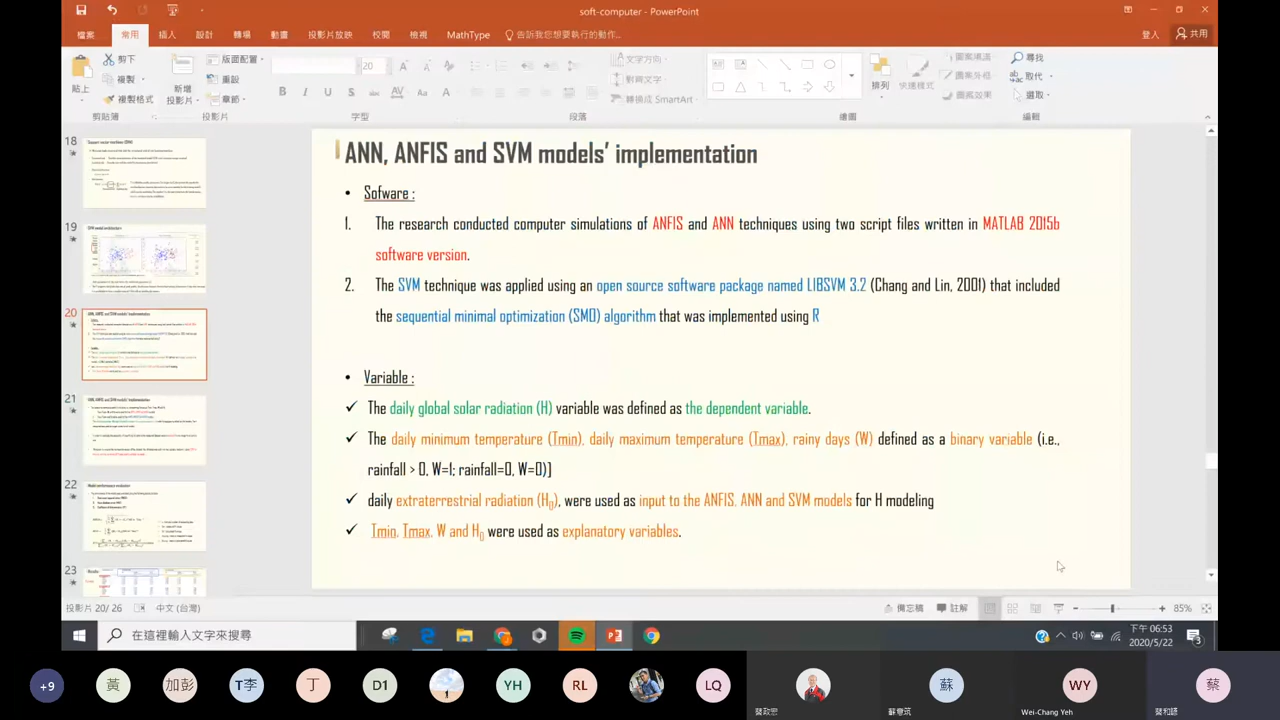 soft-computer - PowerPoint
檔案 常用 插入 設計 轉場 動畫 投影片放映 校閱 檢視 MathType 告訴我您想要執行的動作... 登入 共用
貼上 剪下 複製 複製格式 剪貼簿
新增投影片 版面配置 重設 章節 投影片
20 字型
文字方向 對齊文字 轉換成 SmartArt 段落
排列 快速樣式 圖案填滿 圖案外框 圖案效果 繪圖
尋找 取代 選取 編輯
18
19
20
21
22
23
ANN, ANFIS and SVM models' implementation
• Sofware :
1. The research conducted computer simulations of ANFIS and ANN techniques using two script files written in MATLAB 2015b
software version.
2. The SVM technique was applied using an open source software package named LIBSVM 3.2 (Chang and Lin, 2001) that included
the sequential minimal optimization (SMO) algorithm that was implemented using R
• Variable :
✓ The daily global solar radiation (H) variable was defined as the dependent variable.
✓ The daily minimum temperature (Tmin), daily maximum temperature (Tmax), rainy days (W) defined as a binary variable (i.e.,
rainfall > 0, W=1; rainfall=0, W=0)]
✓ daily extraterrestrial radiation (H0), were used as input to the ANFIS, ANN and SVM models for H modeling
✓ Tmin, Tmax, W and H0 were used as explanatory variables.
投影片 20/ 26 中文 (台灣) 備忘稿 註解 85%
在這裡輸入文字來搜尋
下午 06:53
2020/5/22
3
+9 黃 加彭 T李 丁 D1 YH RL LQ 蘇 WY 蔡
Wei-Chang Yeh